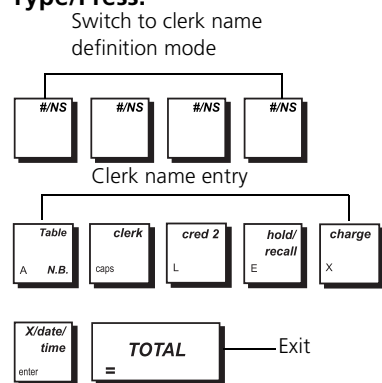 Type/Press:
Switch to clerk name
definition mode
#/NS #/NS #/NS #/NS
Clerk name entry
Table
A N.B.
clerk
caps
cred 2
L
hold/
recall
E
charge
X
X/date/
time
enter
TOTAL
=
Exit